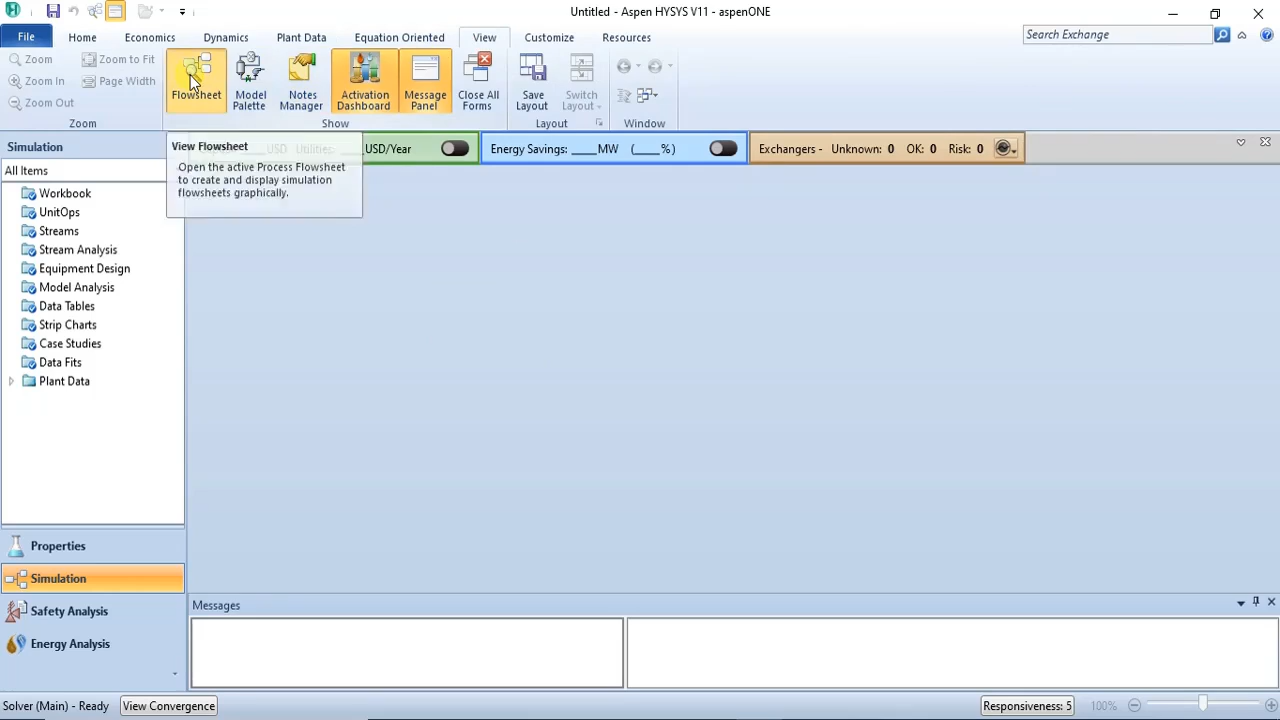 Untitled - Aspen HYSYS V11 - aspenONE
File Home Economics Dynamics Plant Data Equation Oriented View Customize Resources Search Exchange
Zoom Zoom to Fit
Zoom In Page Width
Zoom Out
Flowsheet
Model Palette
Notes Manager
Activation Dashboard
Message Panel
Close All Forms
Save Layout
Switch Layout
Zoom Show Layout Window
Simulation
View Flowsheet
Open the active Process Flowsheet
to create and display simulation
flowsheets graphically.
USD Utilities: USD/Year
Energy Savings: ____MW (____%)
Exchangers - Unknown: 0 OK: 0 Risk: 0
All Items
Workbook
UnitOps
Streams
Stream Analysis
Equipment Design
Model Analysis
Data Tables
Strip Charts
Case Studies
Data Fits
Plant Data
Properties
Simulation
Safety Analysis
Energy Analysis
Messages
Solver (Main) - Ready View Convergence Responsiveness: 5 100%